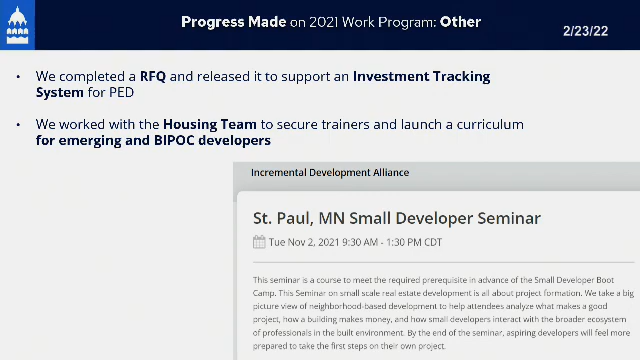 Progress Made on 2021 Work Program: Other
2/23/22
• We completed a RFQ and released it to support an Investment Tracking
System for PED
• We worked with the Housing Team to secure trainers and launch a curriculum
for emerging and BIPOC developers
Incremental Development Alliance
St. Paul, MN Small Developer Seminar
Tue Nov 2, 2021 9:30 AM - 1:30 PM CDT
This seminar is a course to meet the required prerequisite in advance of the Small Developer Boot
Camp. This Seminar on small scale real estate development is all about project formation. We take a big
picture view of neighborhood-based development to help attendees analyze what makes a good
project, how a building makes money, and how small developers interact with the broader ecosystem
of professionals in the built environment. By the end of the seminar, aspiring developers will feel more
prepared to take the first steps on their own project.